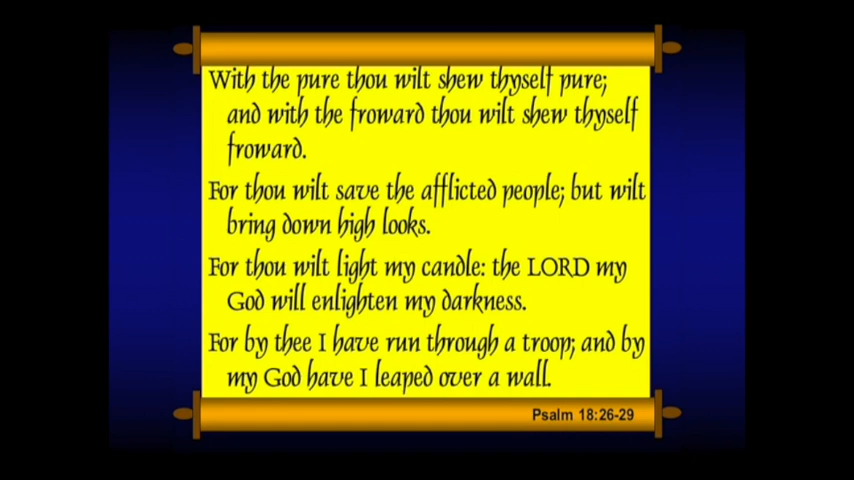 With the pure thou wilt shew thyself pure;
and with the froward thou wilt shew thyself
froward.
For thou wilt save the afflicted people; but wilt
bring down high looks.
For thou wilt light my candle: the LORD my
God will enlighten my darkness.
For by thee I have run through a troop; and by
my God have I leaped over a wall.
Psalm 18:26-29